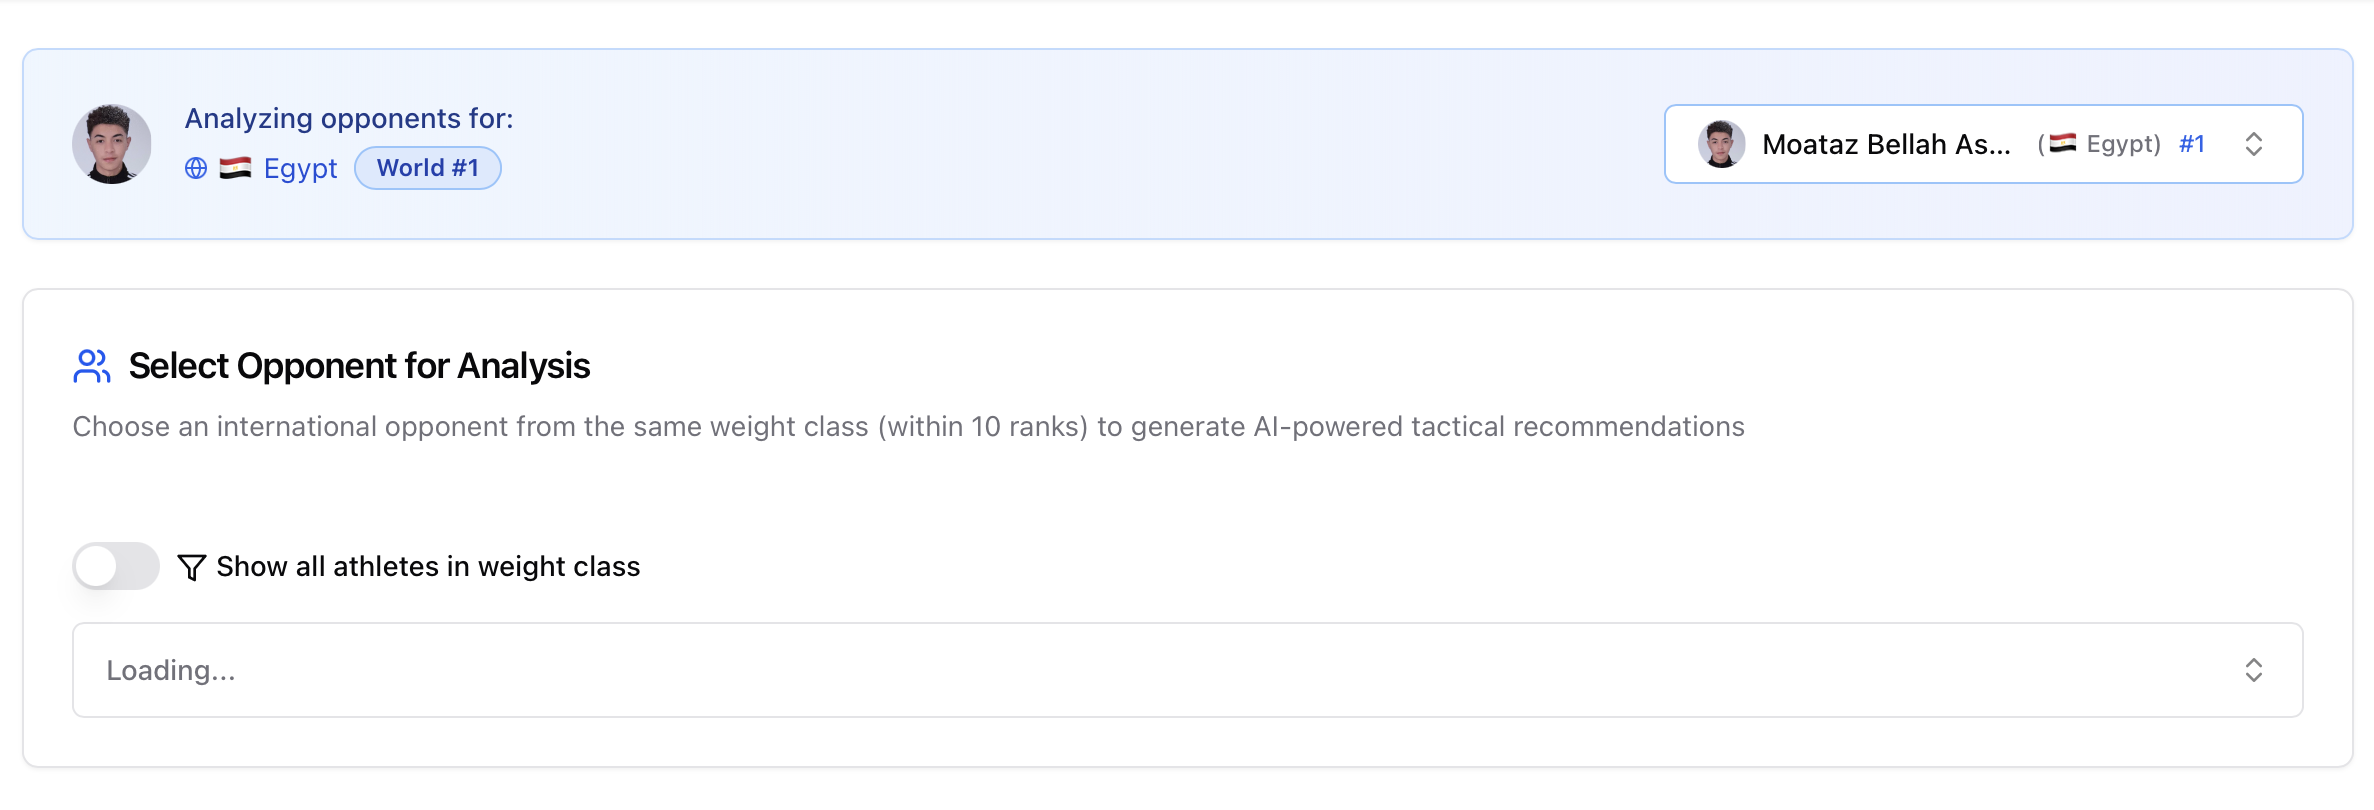 Analyzing opponents for:
🇪🇬 Egypt World #1
Moataz Bellah As... (🇪🇬 Egypt) #1
Select Opponent for Analysis
Choose an international opponent from the same weight class (within 10 ranks) to generate AI-powered tactical recommendations
Show all athletes in weight class
Loading...